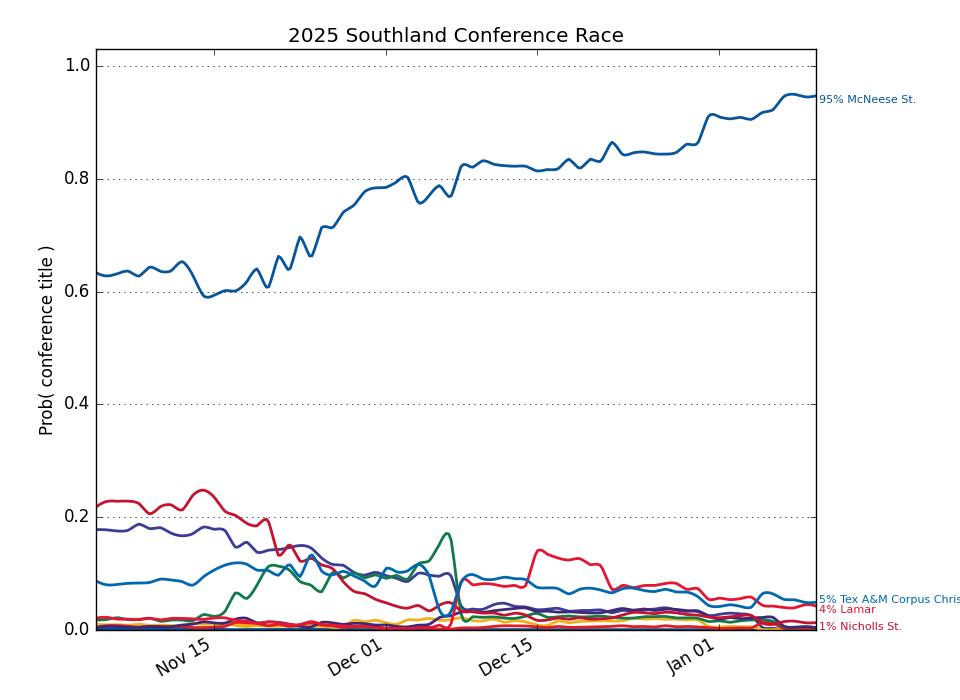 2025 Southland Conference Race
Prob( conference title )
1.0
0.8
0.6
0.4
0.2
0.0
Nov 15
Dec 01
Dec 15
Jan 01
95% McNeese St.
5% Tex A&M Corpus Chris
4% Lamar
1% Nicholls St.